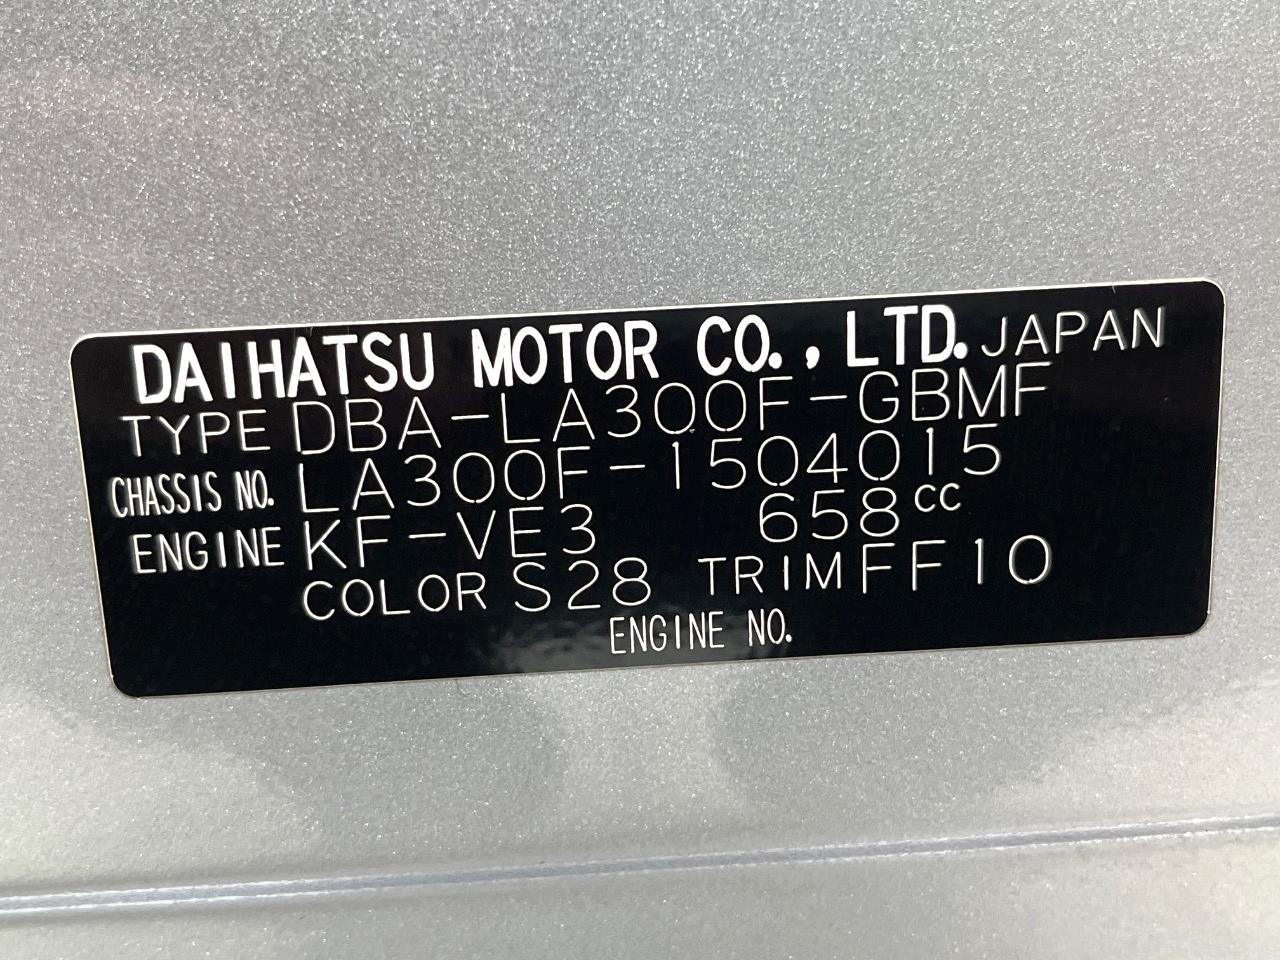 DAIHATSU MOTOR CO., LTD. JAPAN
TYPE DBA-LA300F-GBMF
CHASSIS NO. LA300F-1504015
ENGINE KF-VE3 658cc
COLOR S28 TRIM FF10
ENGINE NO.